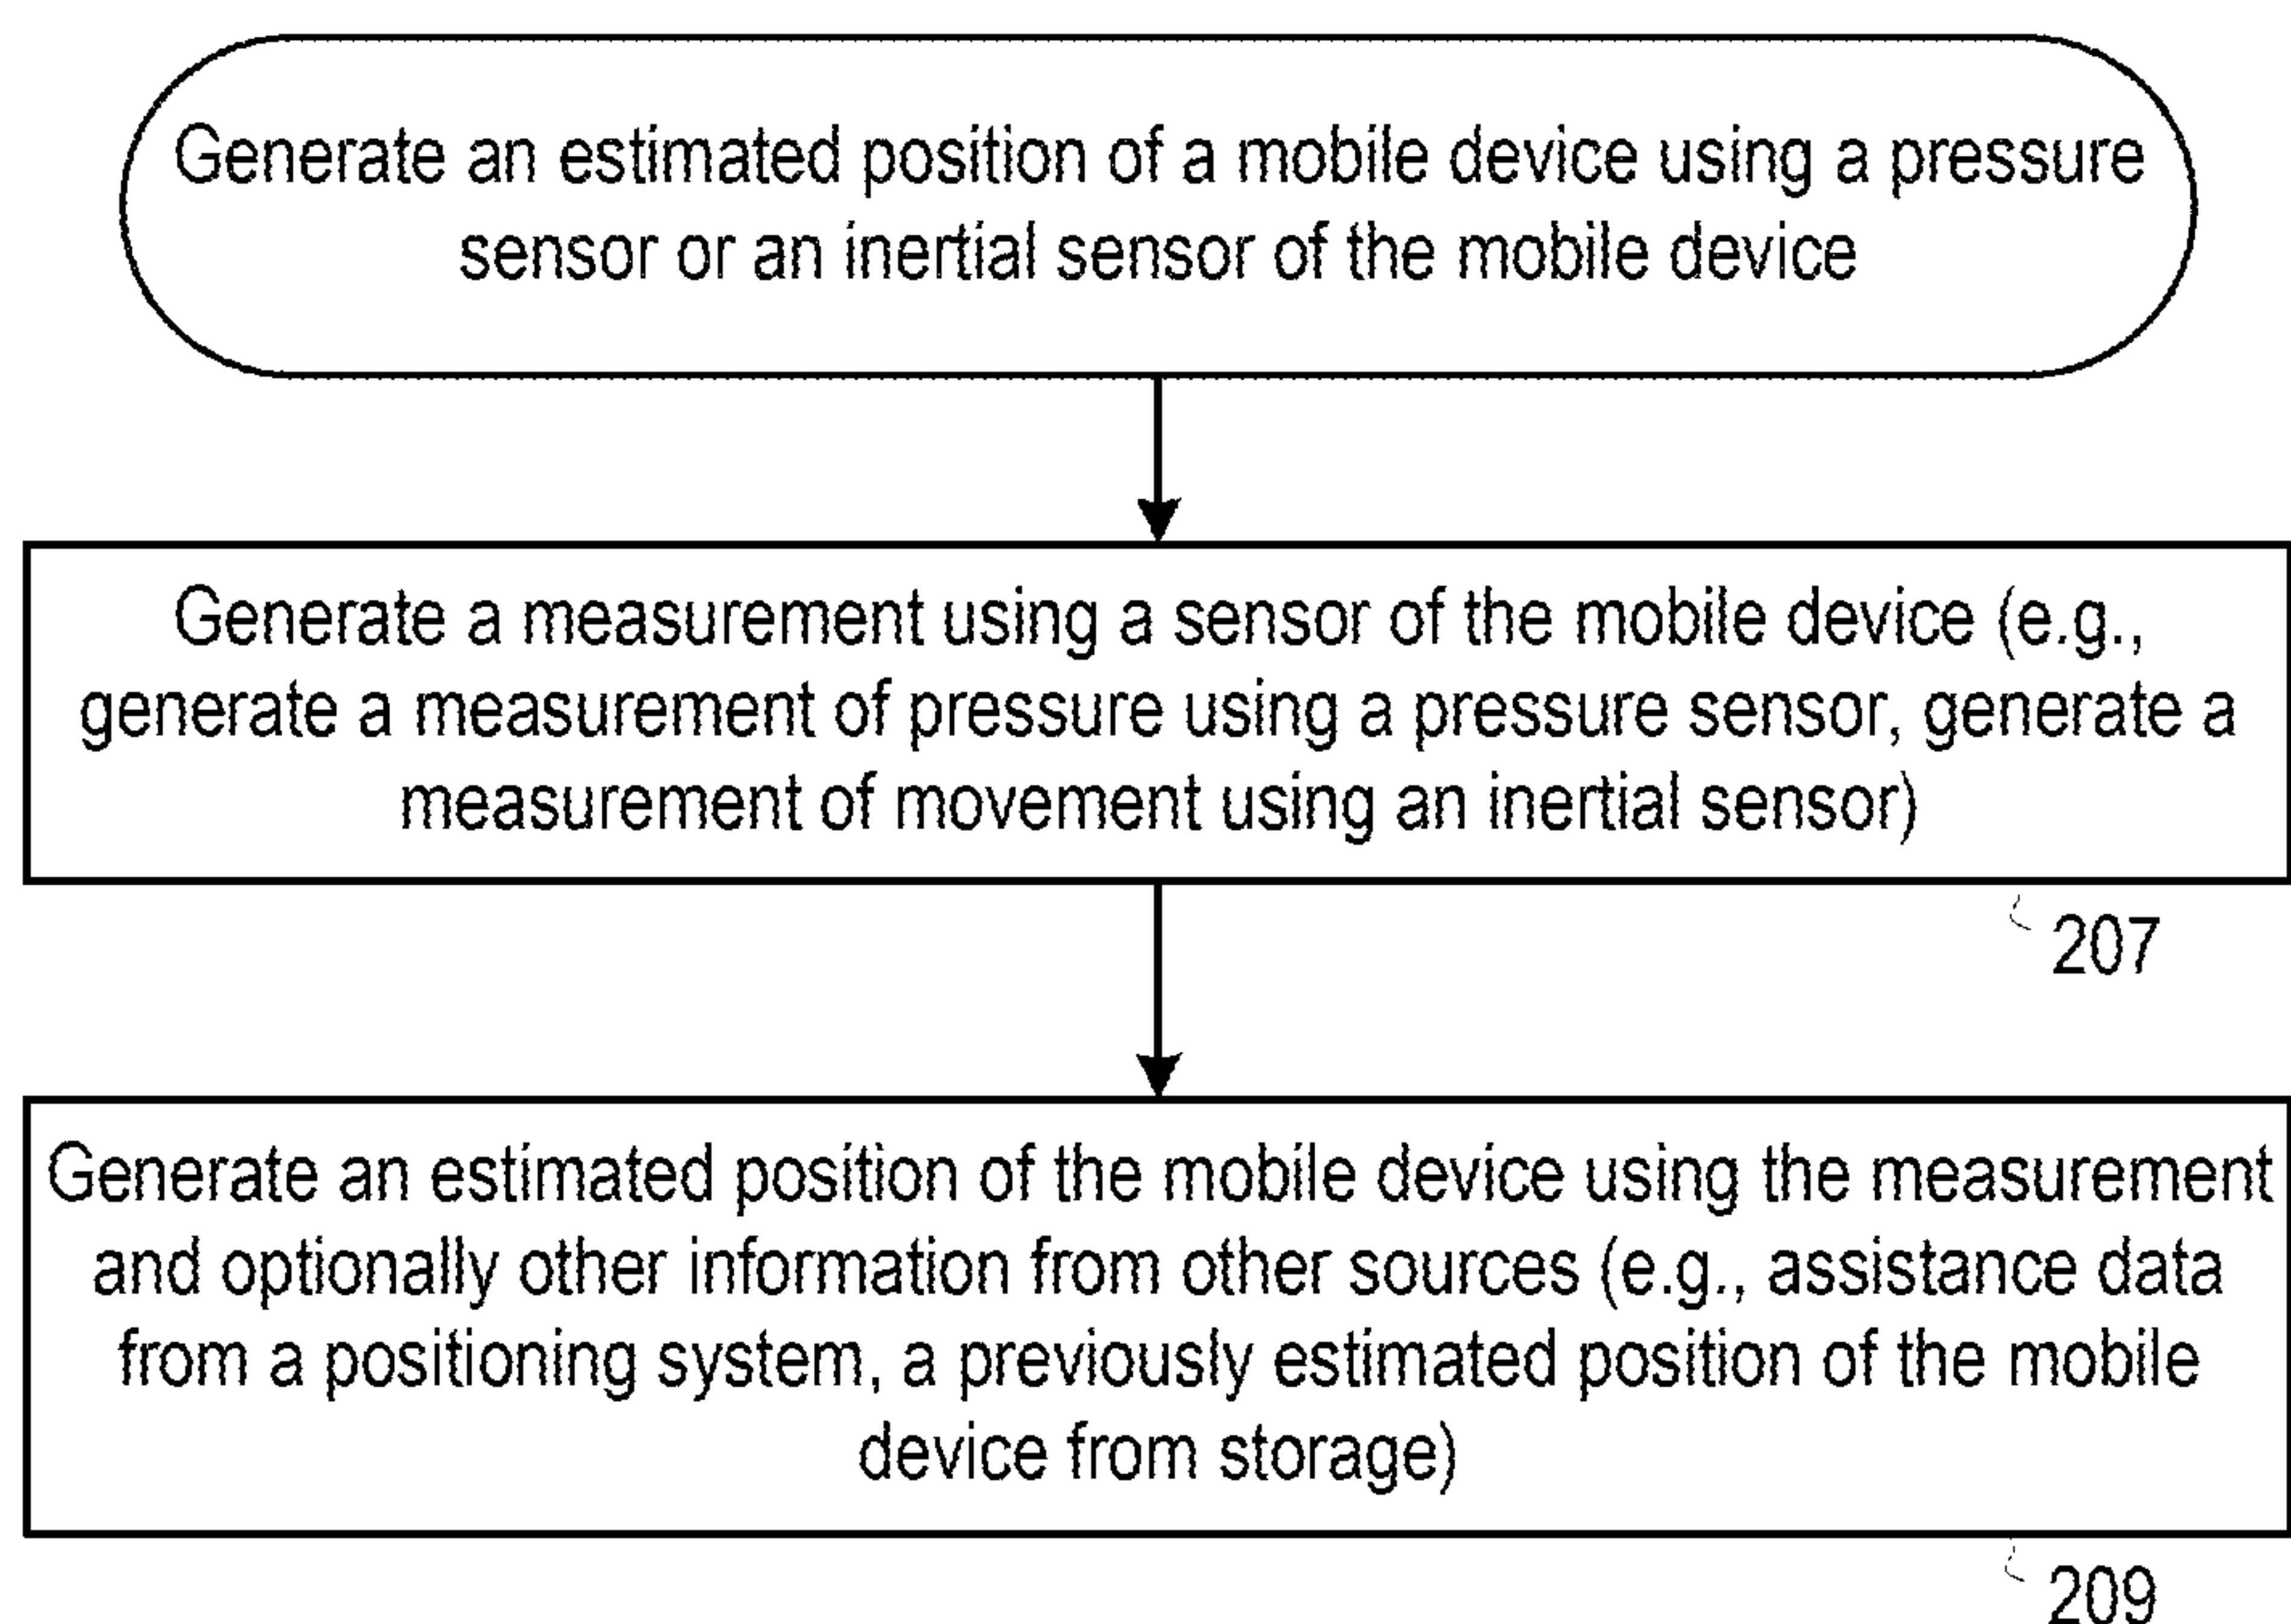 Generate an estimated position of a mobile device using a pressure
sensor or an inertial sensor of the mobile device
Generate a measurement using a sensor of the mobile device (e.g.,
generate a measurement of pressure using a pressure sensor, generate a
measurement of movement using an inertial sensor)
207
Generate an estimated position of the mobile device using the measurement
and optionally other information from other sources (e.g., assistance data
from a positioning system, a previously estimated position of the mobile
device from storage)
209